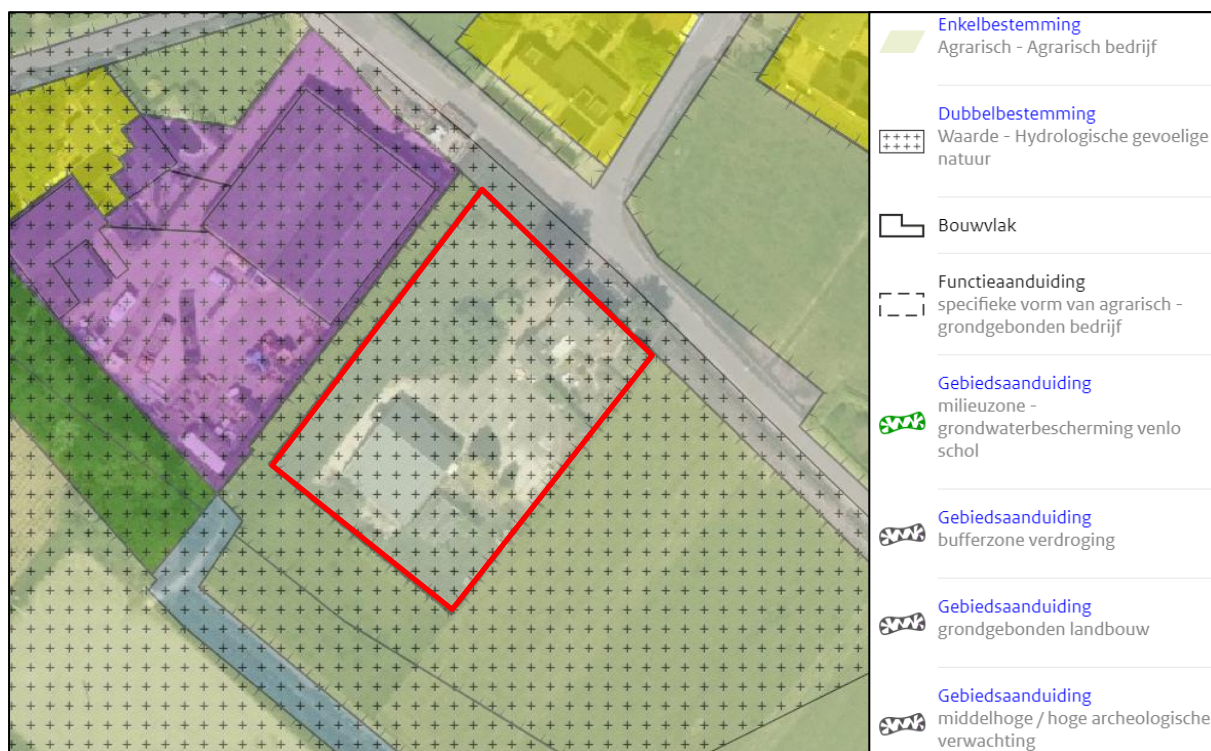 Enkelbestemming
Agrarisch - Agrarisch bedrijf
Dubbelbestemming
Waarde - Hydrologische gevoelige
natuur
Bouwvlak
Functieaanduiding
specifieke vorm van agrarisch -
grondgebonden bedrijf
Gebiedsaanduiding
milieuzone -
grondwaterbescherming venlo
schol
Gebiedsaanduiding
bufferzone verdroging
Gebiedsaanduiding
grondgebonden landbouw
Gebiedsaanduiding
middelhoge / hoge archeologische
verwachting